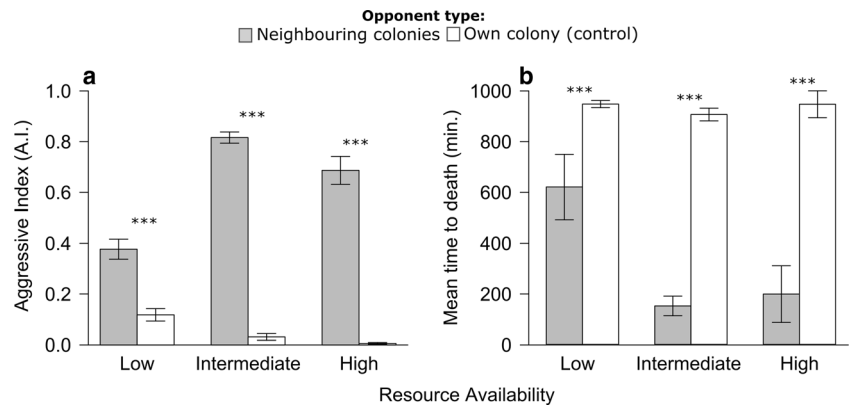 Opponent type:
Neighbouring colonies Own colony (control)
a
Aggressive Index (A.I.)
1.0
0.8
0.6
0.4
0.2
0.0
***
***
***
Low Intermediate High
b
Mean time to death (min.)
1000
800
600
400
200
0
***
***
***
Low Intermediate High
Resource Availability